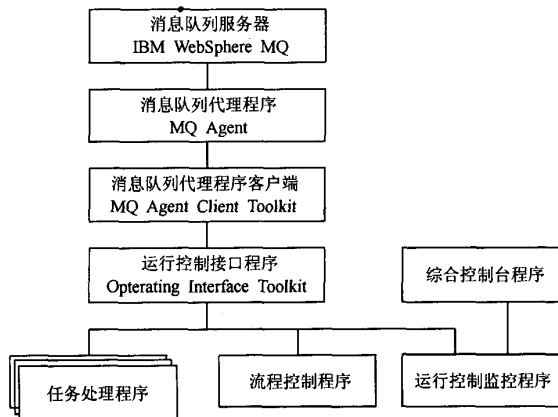 消息队列服务器
IBM WebSphere MQ
消息队列代理程序
MQ Agent
消息队列代理程序客户端
MQ Agent Client Toolkit
运行控制接口程序
Opterating Interface Toolkit
综合控制台程序
任务处理程序
流程控制程序
运行控制监控程序